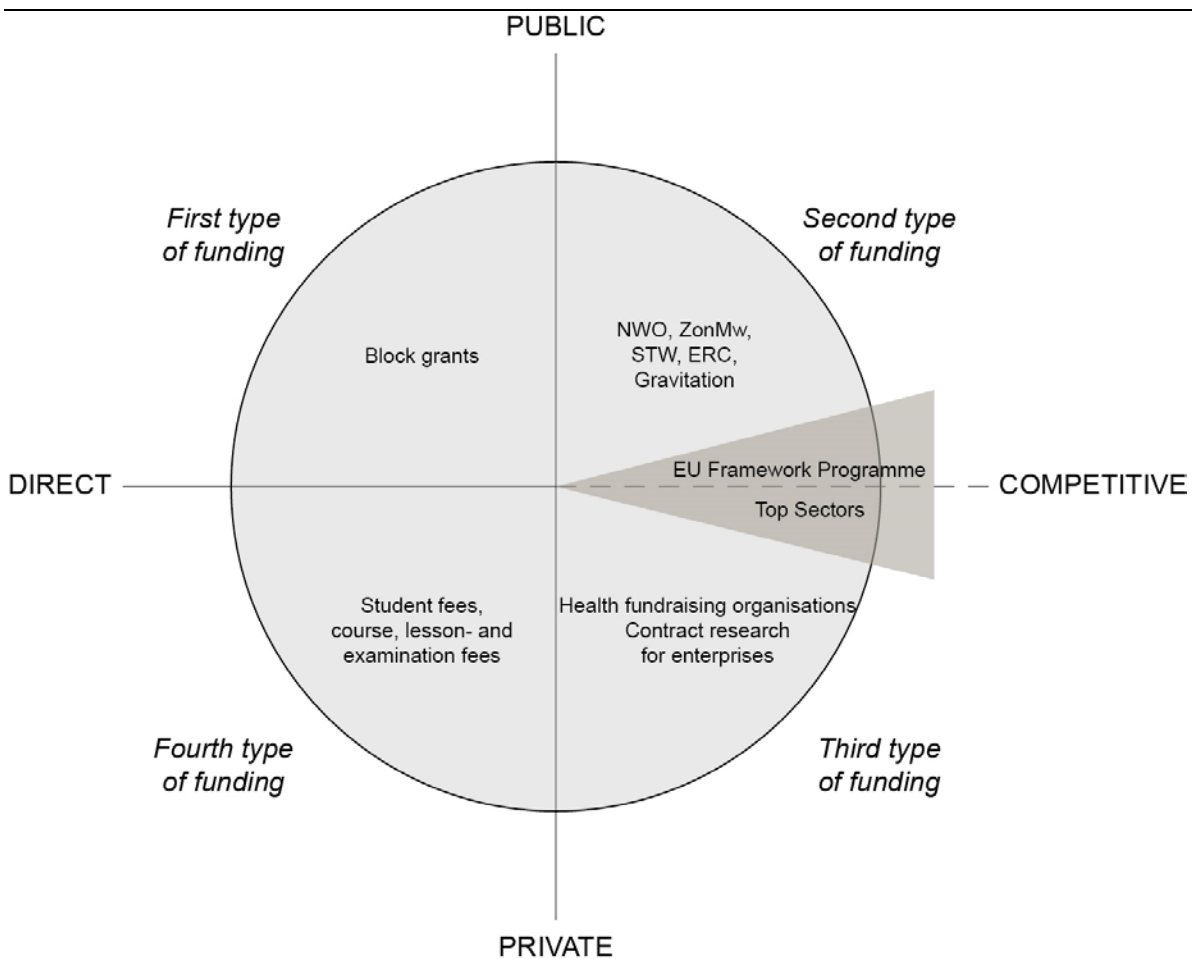 PUBLIC
First type
of funding
Second type
of funding
Block grants
NWO, ZonMw,
STW, ERC,
Gravitation
EU Framework Programme
DIRECT
COMPETITIVE
Top Sectors
Student fees,
course, lesson- and
examination fees
Health fundraising organisations
Contract research
for enterprises
Fourth type
of funding
Third type
of funding
PRIVATE